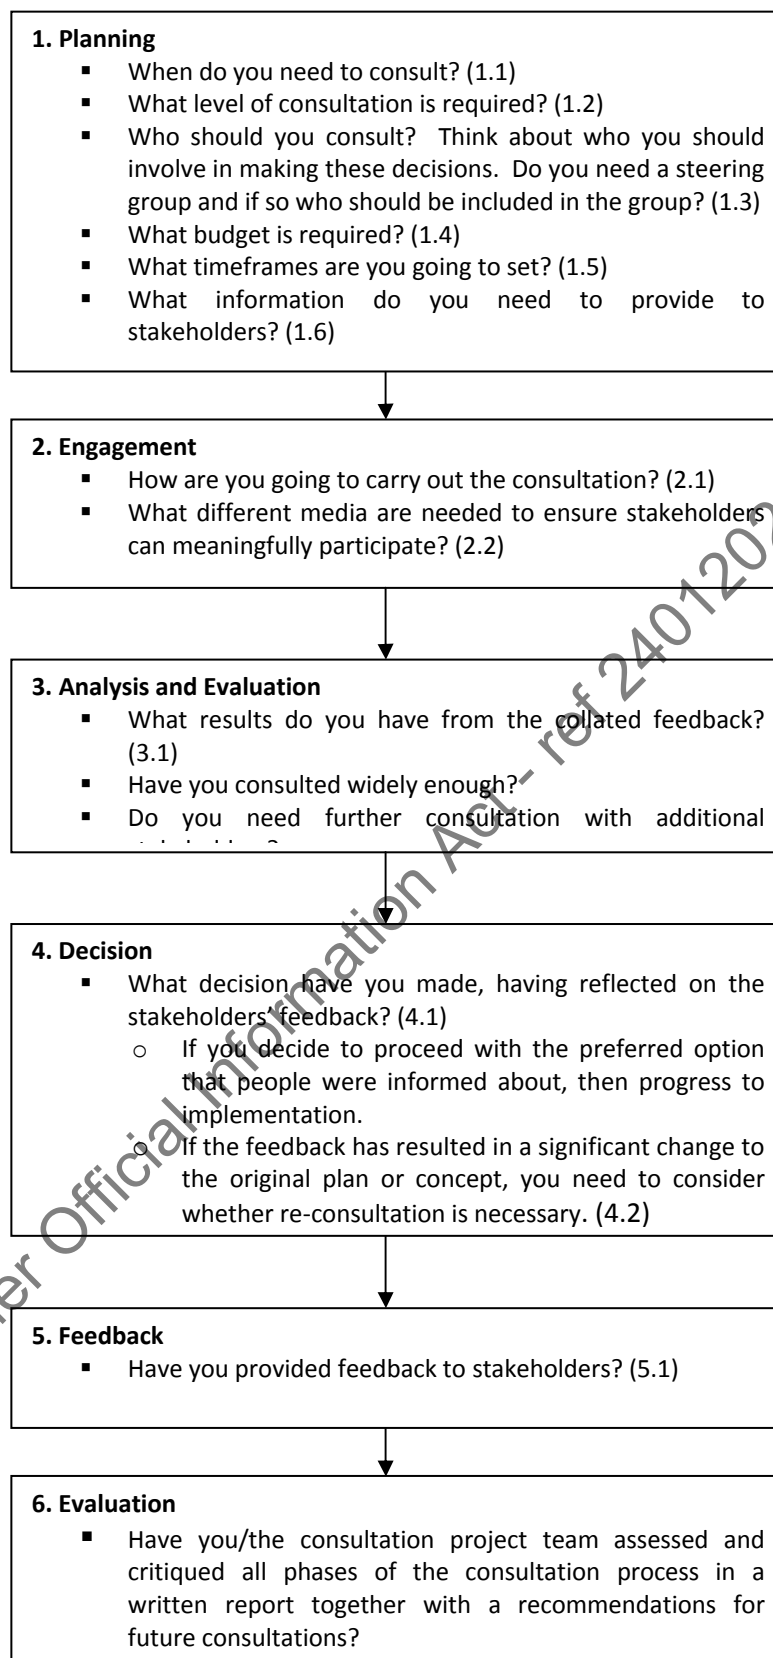 1. Planning
▪ When do you need to consult? (1.1)
▪ What level of consultation is required? (1.2)
▪ Who should you consult? Think about who you should
involve in making these decisions. Do you need a steering
group and if so who should be included in the group? (1.3)
▪ What budget is required? (1.4)
▪ What timeframes are you going to set? (1.5)
▪ What information do you need to provide to
stakeholders? (1.6)
2. Engagement
▪ How are you going to carry out the consultation? (2.1)
▪ What different media are needed to ensure stakeholders
can meaningfully participate? (2.2)
3. Analysis and Evaluation
▪ What results do you have from the collated feedback?
(3.1)
▪ Have you consulted widely enough?
▪ Do you need further consultation with additional
4. Decision
▪ What decision have you made, having reflected on the
stakeholders' feedback? (4.1)
o If you decide to proceed with the preferred option
that people were informed about, then progress to
implementation.
o If the feedback has resulted in a significant change to
the original plan or concept, you need to consider
whether re-consultation is necessary. (4.2)
5. Feedback
▪ Have you provided feedback to stakeholders? (5.1)
6. Evaluation
▪ Have you/the consultation project team assessed and
critiqued all phases of the consultation process in a
written report together with a recommendations for
future consultations?
Official Information Act - ref